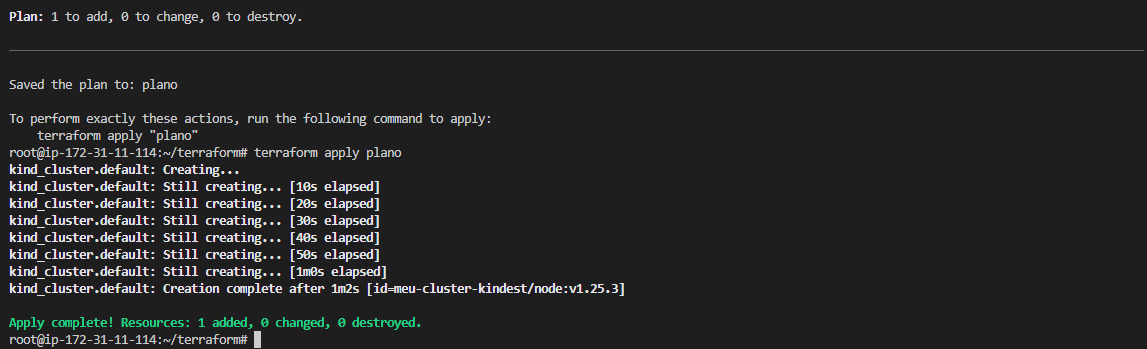 Plan: 1 to add, 0 to change, 0 to destroy.
Saved the plan to: plano
To perform exactly these actions, run the following command to apply:
    terraform apply "plano"
root@ip-172-31-11-114:~/terraform# terraform apply plano
kind_cluster.default: Creating...
kind_cluster.default: Still creating... [10s elapsed]
kind_cluster.default: Still creating... [20s elapsed]
kind_cluster.default: Still creating... [30s elapsed]
kind_cluster.default: Still creating... [40s elapsed]
kind_cluster.default: Still creating... [50s elapsed]
kind_cluster.default: Still creating... [1m0s elapsed]
kind_cluster.default: Creation complete after 1m2s [id=meu-cluster-kindest/node:v1.25.3]
Apply complete! Resources: 1 added, 0 changed, 0 destroyed.
root@ip-172-31-11-114:~/terraform#